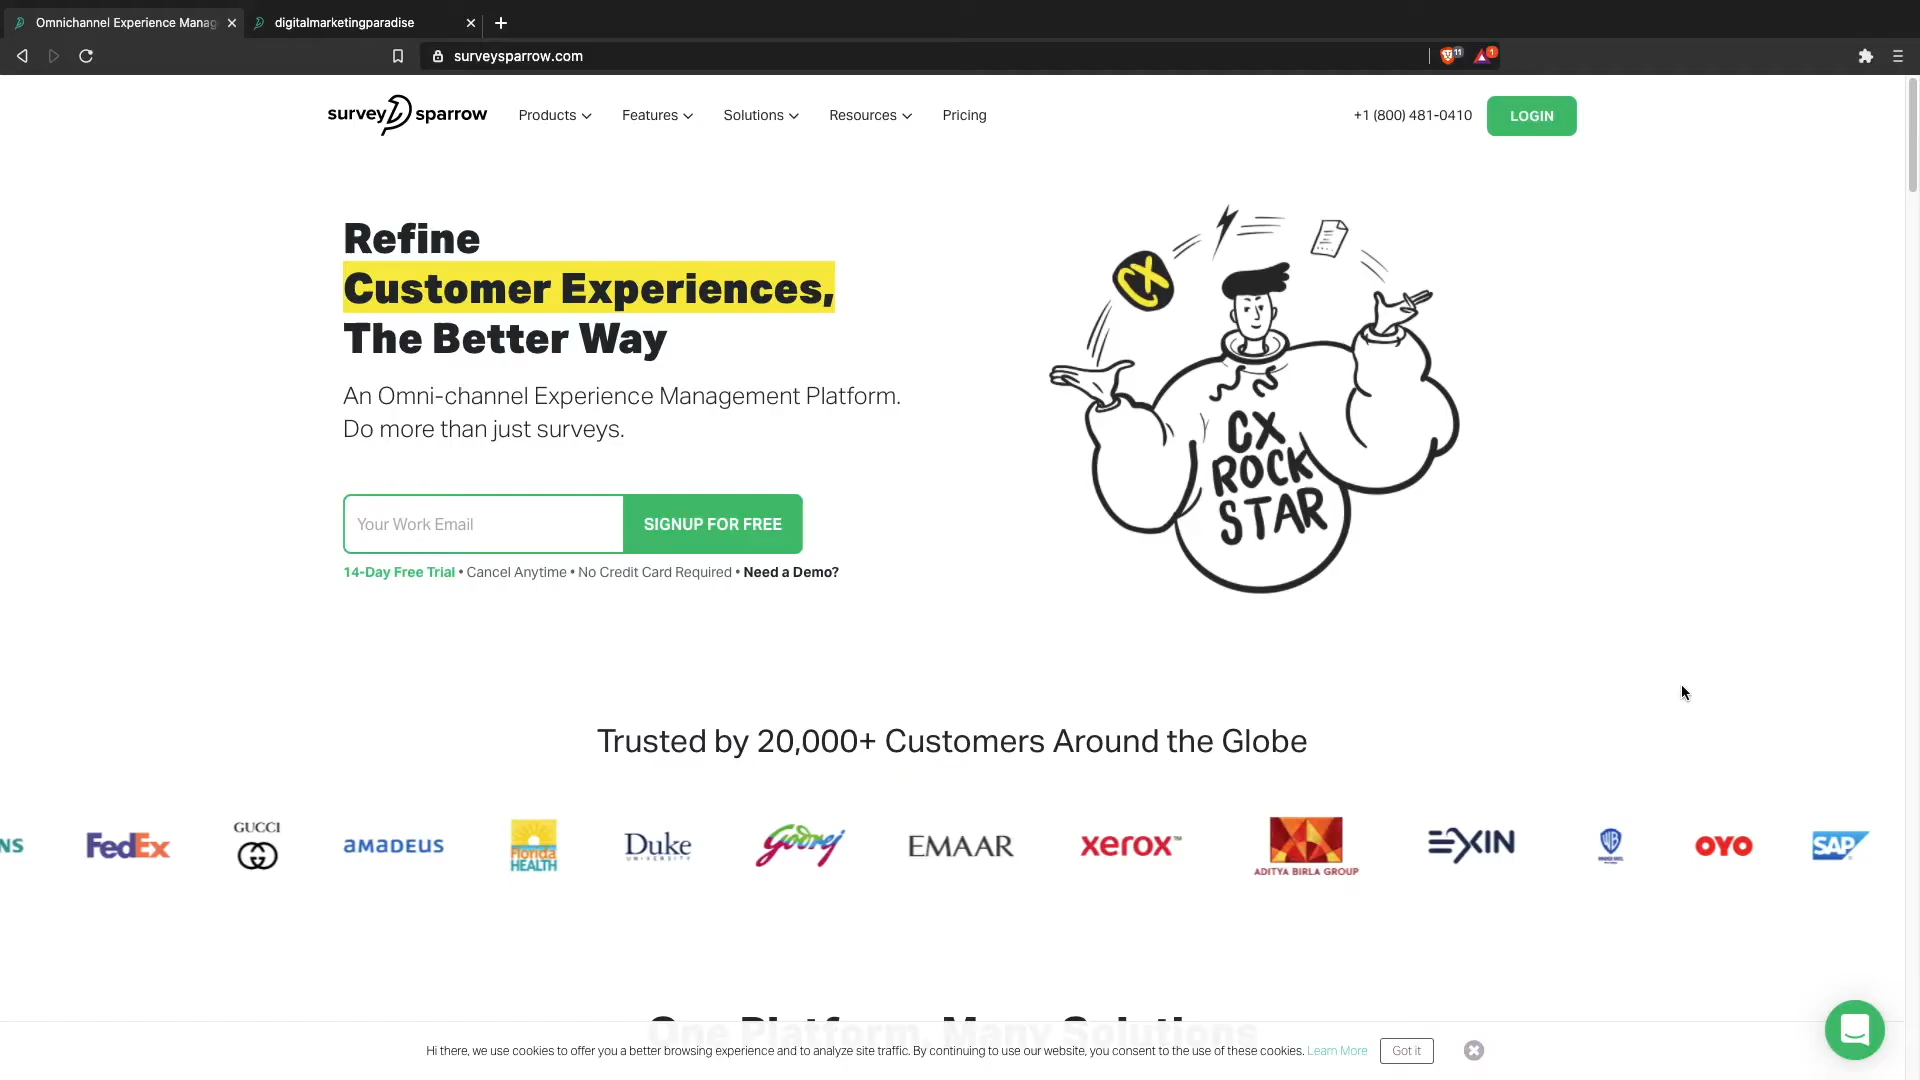 Omnichannel Experience Manag
digitalmarketingparadise
surveysparrow.com
11
1
survey sparrow
Products
Features
Solutions
Resources
Pricing
+1 (800) 481-0410
LOGIN
Refine
Customer Experiences,
The Better Way
An Omni-channel Experience Management Platform.
Do more than just surveys.
Your Work Email
SIGNUP FOR FREE
14-Day Free Trial • Cancel Anytime • No Credit Card Required • Need a Demo?
CX
CX
ROCK
STAR
Trusted by 20,000+ Customers Around the Globe
NS
FedEx
GUCCI
amadeus
Florida
HEALTH
Duke
UNIVERSITY
Godrej
EMAAR
xerox™
ADITYA BIRLA GROUP
EXIN
WB
OYO
SAP
One Platform, Many Solutions
Hi there, we use cookies to offer you a better browsing experience and to analyze site traffic. By continuing to use our website, you consent to the use of these cookies. Learn More
Got it